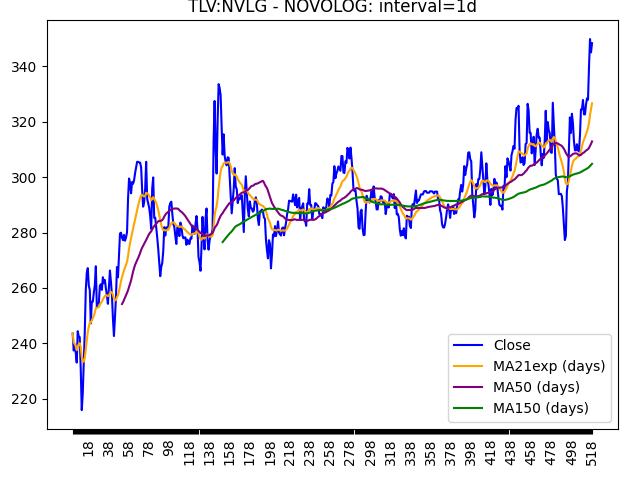 TLV:NVLG - NOVOLOG: interval=1d
340
320
300
280
260
240
220
Close
MA21exp (days)
MA50 (days)
MA150 (days)
18 38 58 78 98 118 138 158 178 198 218 238 258 278 298 318 338 358 378 398 418 438 458 478 498 518